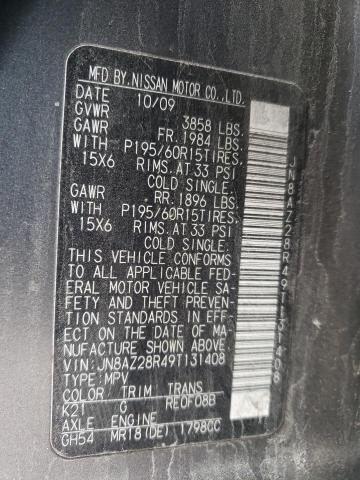 MFD BY.NISSAN MOTOR CO.,LTD.
DATE 10/09
GVWR 3858 LBS.
GAWR FR. 1984 LBS.
WITH P195/60R15TIRES,
15X6 RIMS. AT 33 PSI
COLD SINGLE.
GAWR RR. 1896 LBS.
WITH P195/60R15TIRES,
15X6 RIMS. AT 33 PSI
COLD SINGLE.
THIS VEHICLE CONFORMS
TO ALL APPLICABLE FED-
ERAL MOTOR VEHICLE SA-
FETY AND THEFT PREVEN-
TION STANDARDS IN EFF-
ECT ON THE DATE OF MA-
NUFACTURE SHOWN ABOVE.
VIN:JN8AZ28R49T131408
TYPE:MPV
COLOR TRIM TRANS
K21 G RE0F08B
AXLE ENGINE
GH54 MR18(DE) 1798CC
JN8AZ28R49T131408